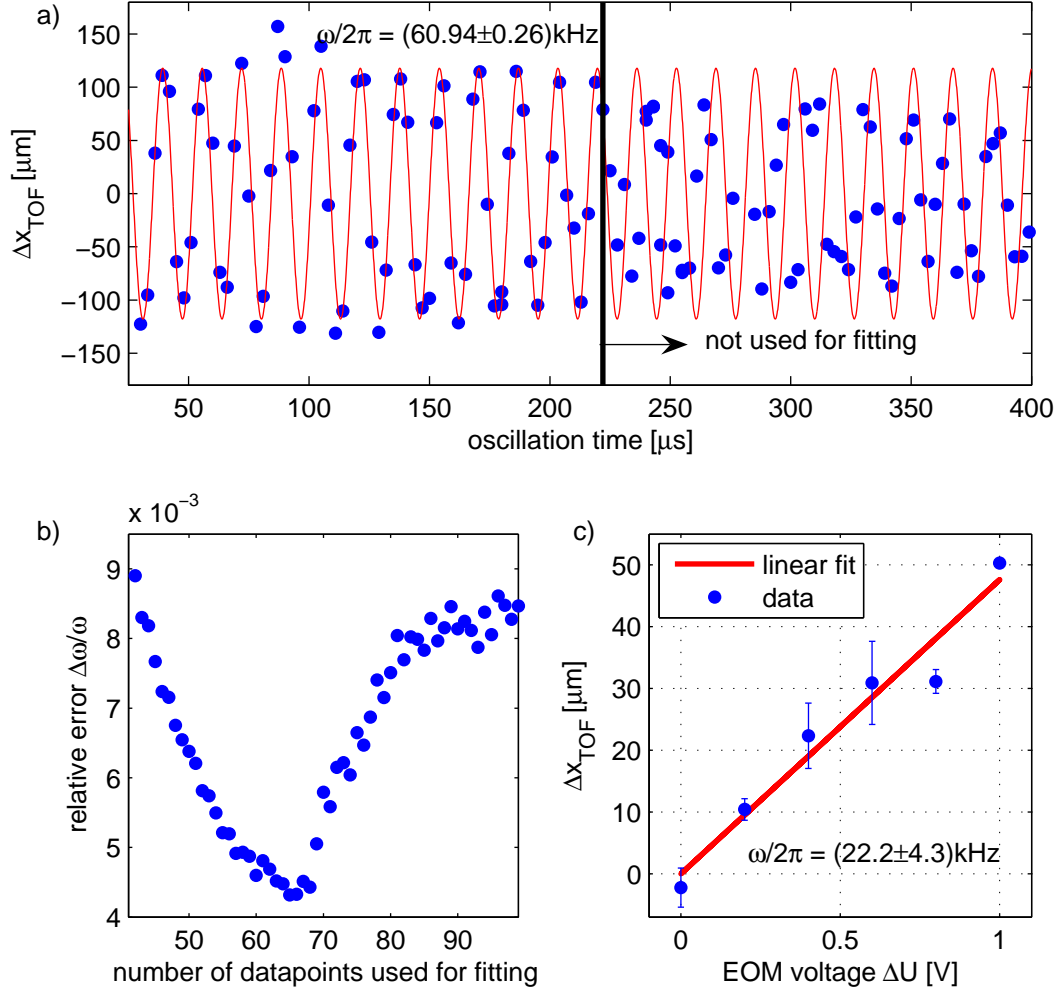 a)
ω/2π = (60.94±0.26)kHz
150
100
50
0
−50
−100
−150
Δx_TOF [μm]
not used for fitting
50 100 150 200 250 300 350 400
oscillation time [μs]
b)
x 10^−3
9
8
7
6
5
4
relative error Δω/ω
50 60 70 80 90
number of datapoints used for fitting
c)
linear fit
data
50
40
30
20
10
0
Δx_TOF [μm]
ω/2π = (22.2±4.3)kHz
0 0.5 1
EOM voltage ΔU [V]